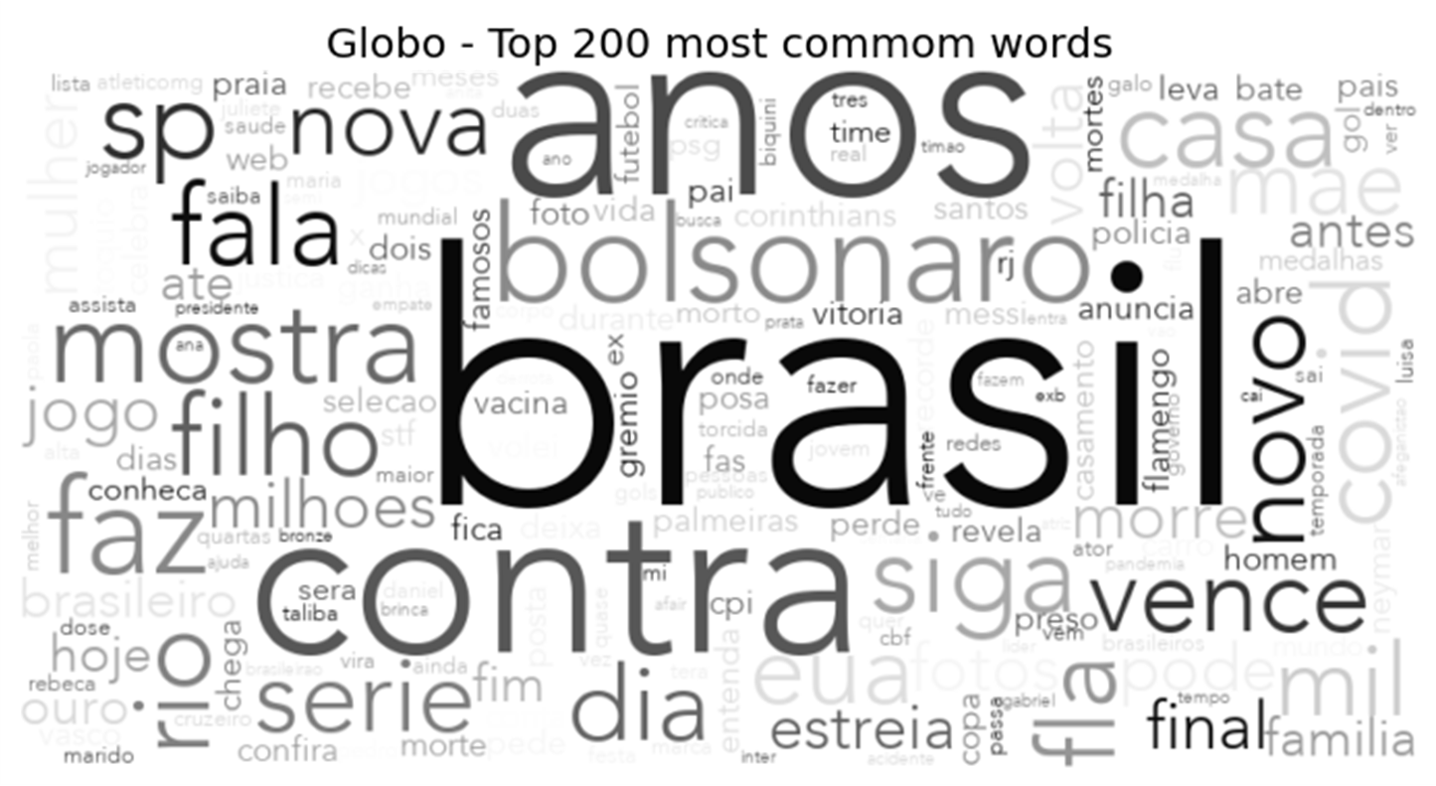 Globo - Top 200 most commom words
lista atleticomg praia recebe meses
anos
tres
time
real
timao
ano
futebol
critica
psg
biquini
volta
mortes
galo leva bate pais
dentro
casa
gol
ver
mulher
sp
juliete
saude
nova
duas
jogador
web
maria
jogos
pai
medalha
mae
filha
saiba
fala
mundial
foto vida
busca
corinthians
santos
policia
antes
celebra
x
dois
famosos
bolsonaro
rj
medalhas
dicas
justica
ganha
ate
abre
assista
presidente
empate
corpo
durante
morto
prata
vitoria
messi
entra
anuncia
covid
mostra
ana
paola
ex
brasil
recorde
novo
luisa
sai
onde
fazer
fazem
exb
cai
casamento
flamengo
governo
jogo
filho
selecao
vacina
gremio
posa
torcida
stf
volei
jovem
redes
frente
alta
dias
maior
fas
pessoas
publico
gols
ve
tudo
temporada
afeganistao
conheca
milhoes
faz
melhor
fica
deixa
palmeiras
perde
revela
atriz
morre
quartas
bronze
ajuda
ator
carro
pandemia
homem
neymar
contra
sera
taliba
daniel
brinca
mi
afair
cpi
siga
vence
brasileiro
quer
cbf
preso
vem
dose
hoje
rio
chega
posta
quase
lider
brasileiros
mundo
vira
ainda
vez
tera
entenda
brasileirao
eua
fotos
pode
mil
rebeca
ouro
serie
fim
dia
gabriel
tempo
cruzeiro
vasco
estreia
copa
passa
fla
final
familia
marido
confira
morte
pede
festa
marca
inter
acidente